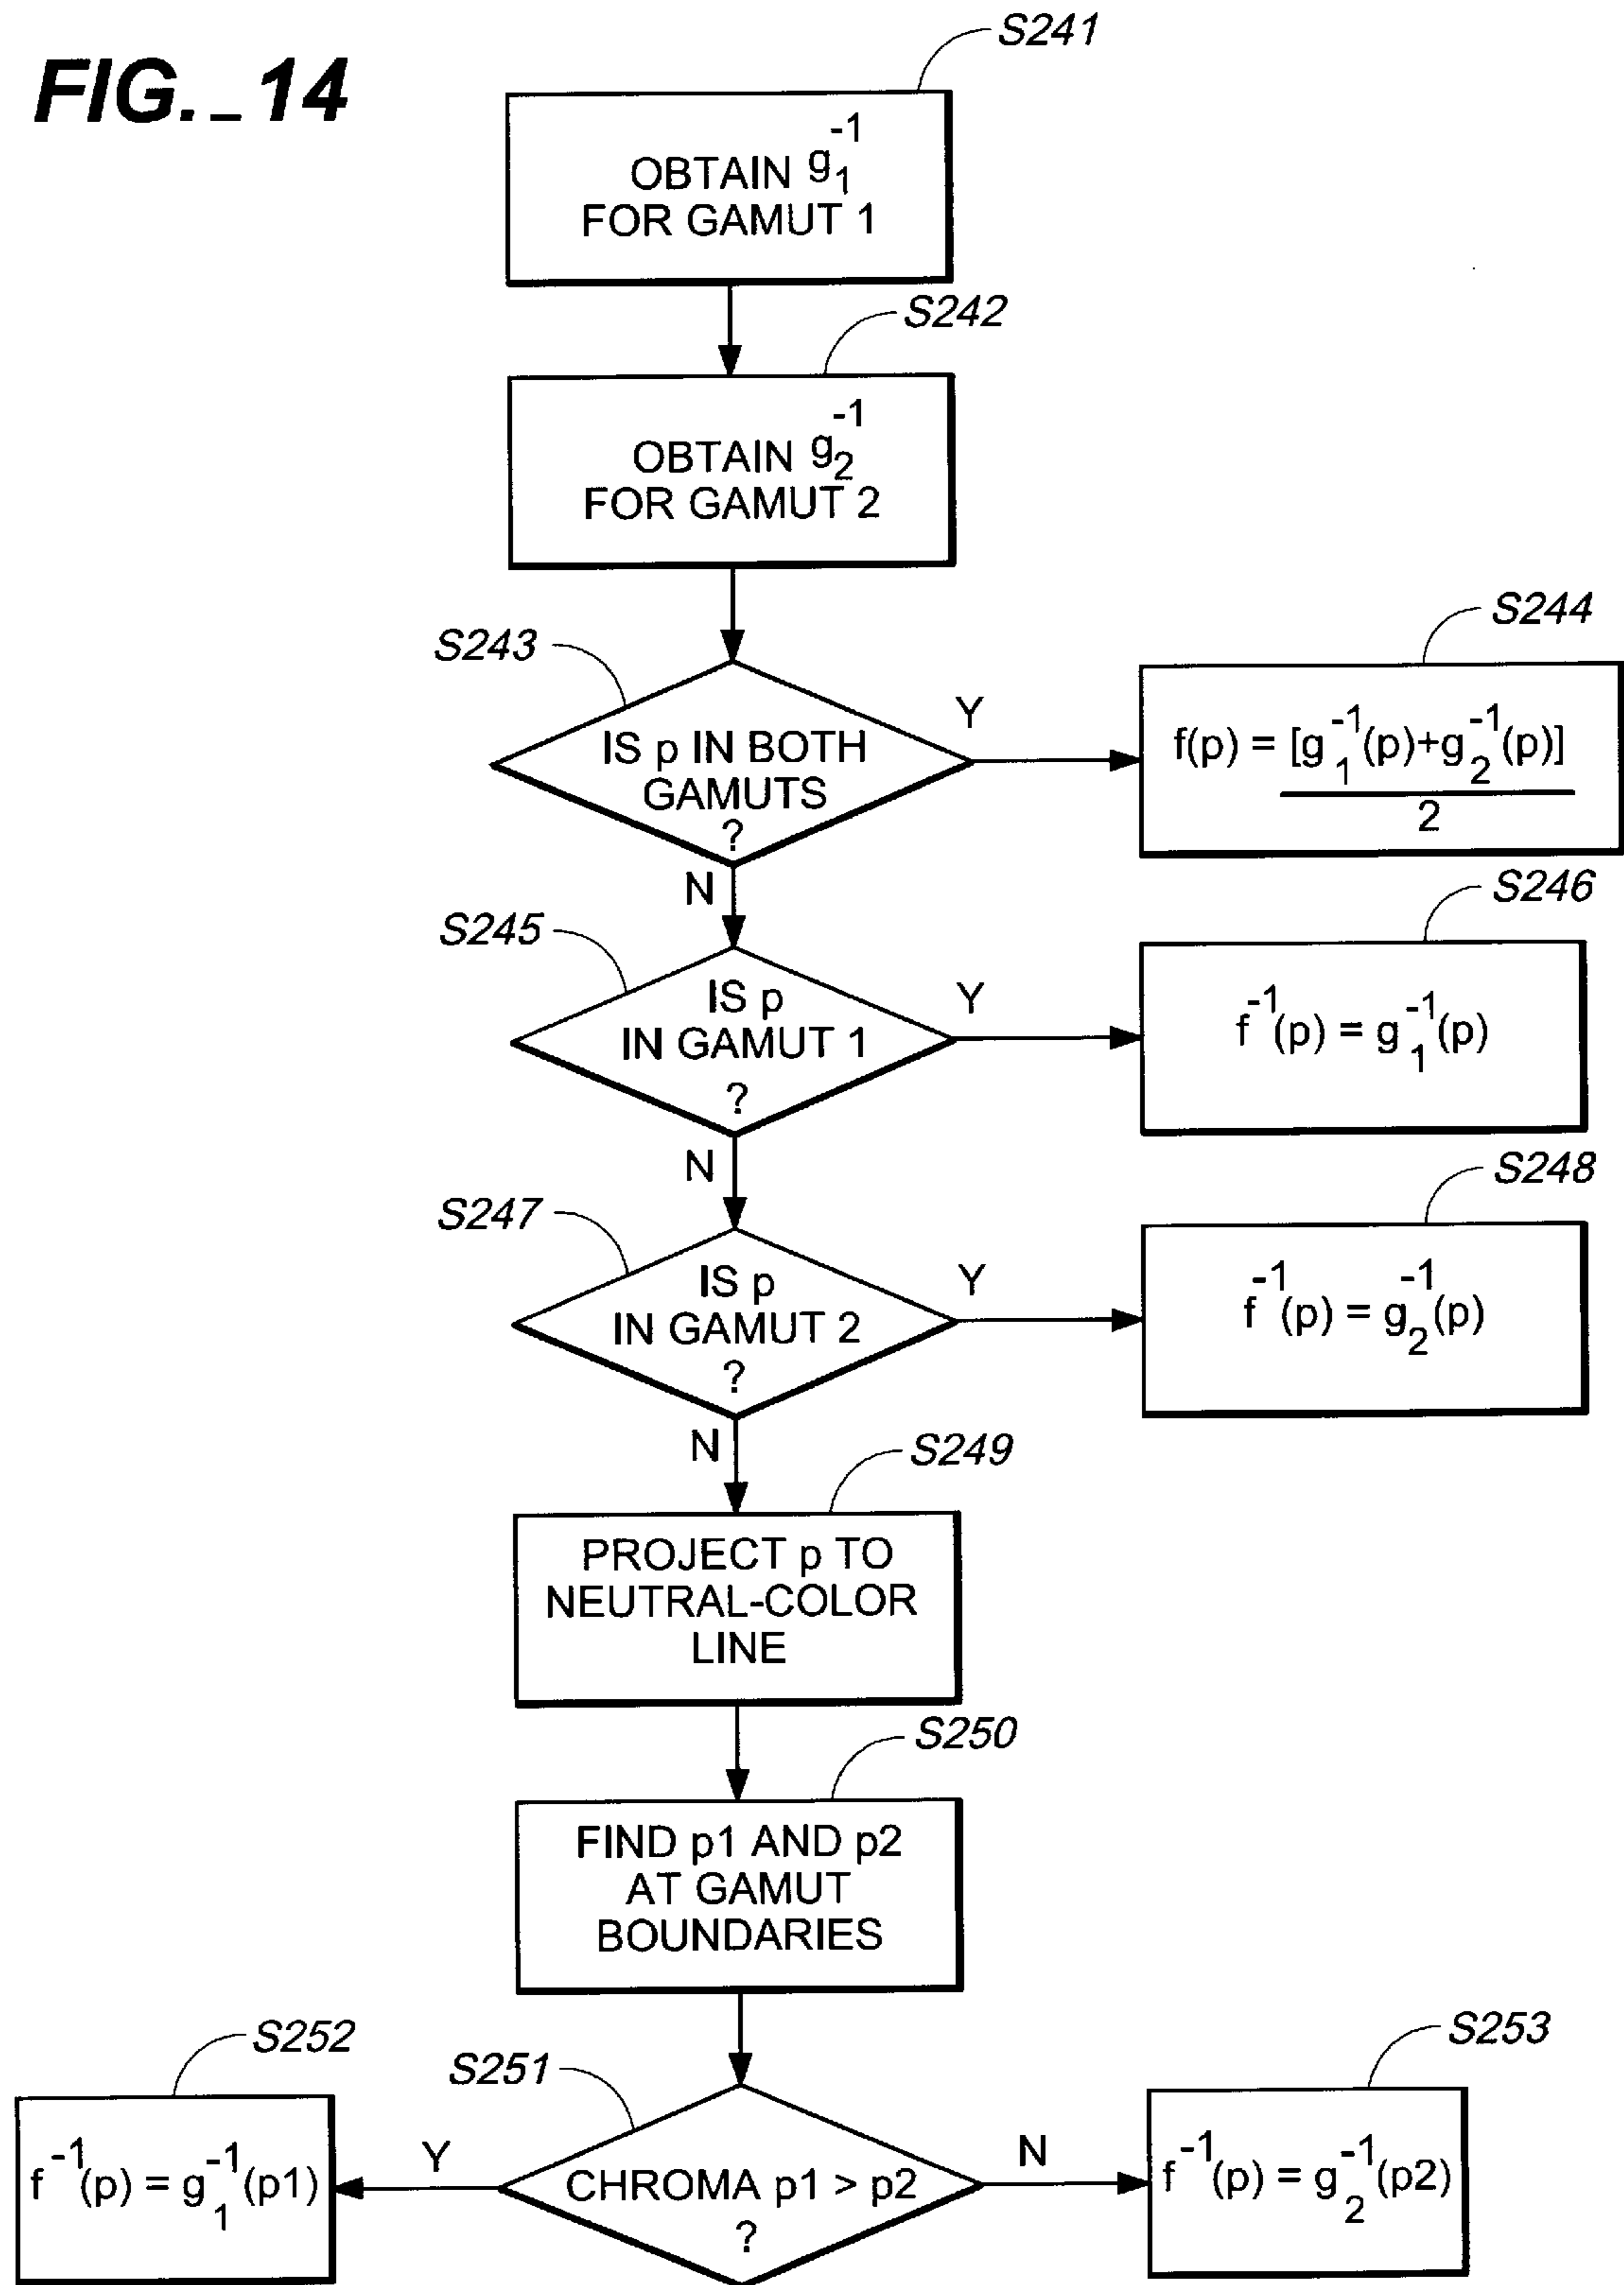 FIG._14
S241
OBTAIN g₁⁻¹
FOR GAMUT 1
S242
OBTAIN g₂⁻¹
FOR GAMUT 2
S243
IS p IN BOTH
GAMUTS
?
Y
S244
f(p) = [g₁⁻¹(p)+g₂⁻¹(p)]
2
N
S245
IS p
IN GAMUT 1
?
Y
S246
f⁻¹(p) = g₁⁻¹(p)
N
S247
IS p
IN GAMUT 2
?
Y
S248
f⁻¹(p) = g₂⁻¹(p)
N
S249
PROJECT p TO
NEUTRAL-COLOR
LINE
S250
FIND p1 AND p2
AT GAMUT
BOUNDARIES
S251
CHROMA p1 > p2
?
Y
S252
f⁻¹(p) = g₁⁻¹(p1)
N
S253
f⁻¹(p) = g₂⁻¹(p2)